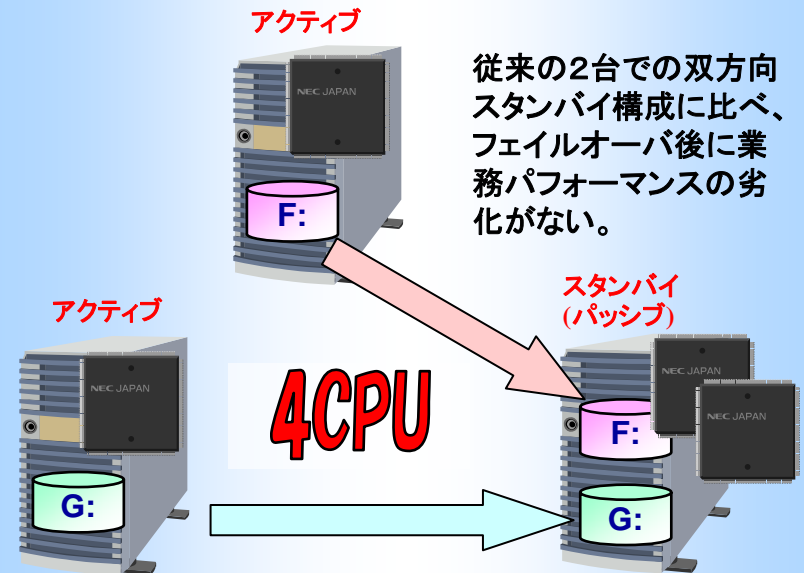 アクティブ
NEC JAPAN
F:
従来の２台での双方向
スタンバイ構成に比べ、
フェイルオーバ後に業
務パフォーマンスの劣
化がない。
アクティブ
NEC JAPAN
G:
4CPU
スタンバイ
(パッシブ)
NEC JAPAN
NEC JAPAN
F:
G: